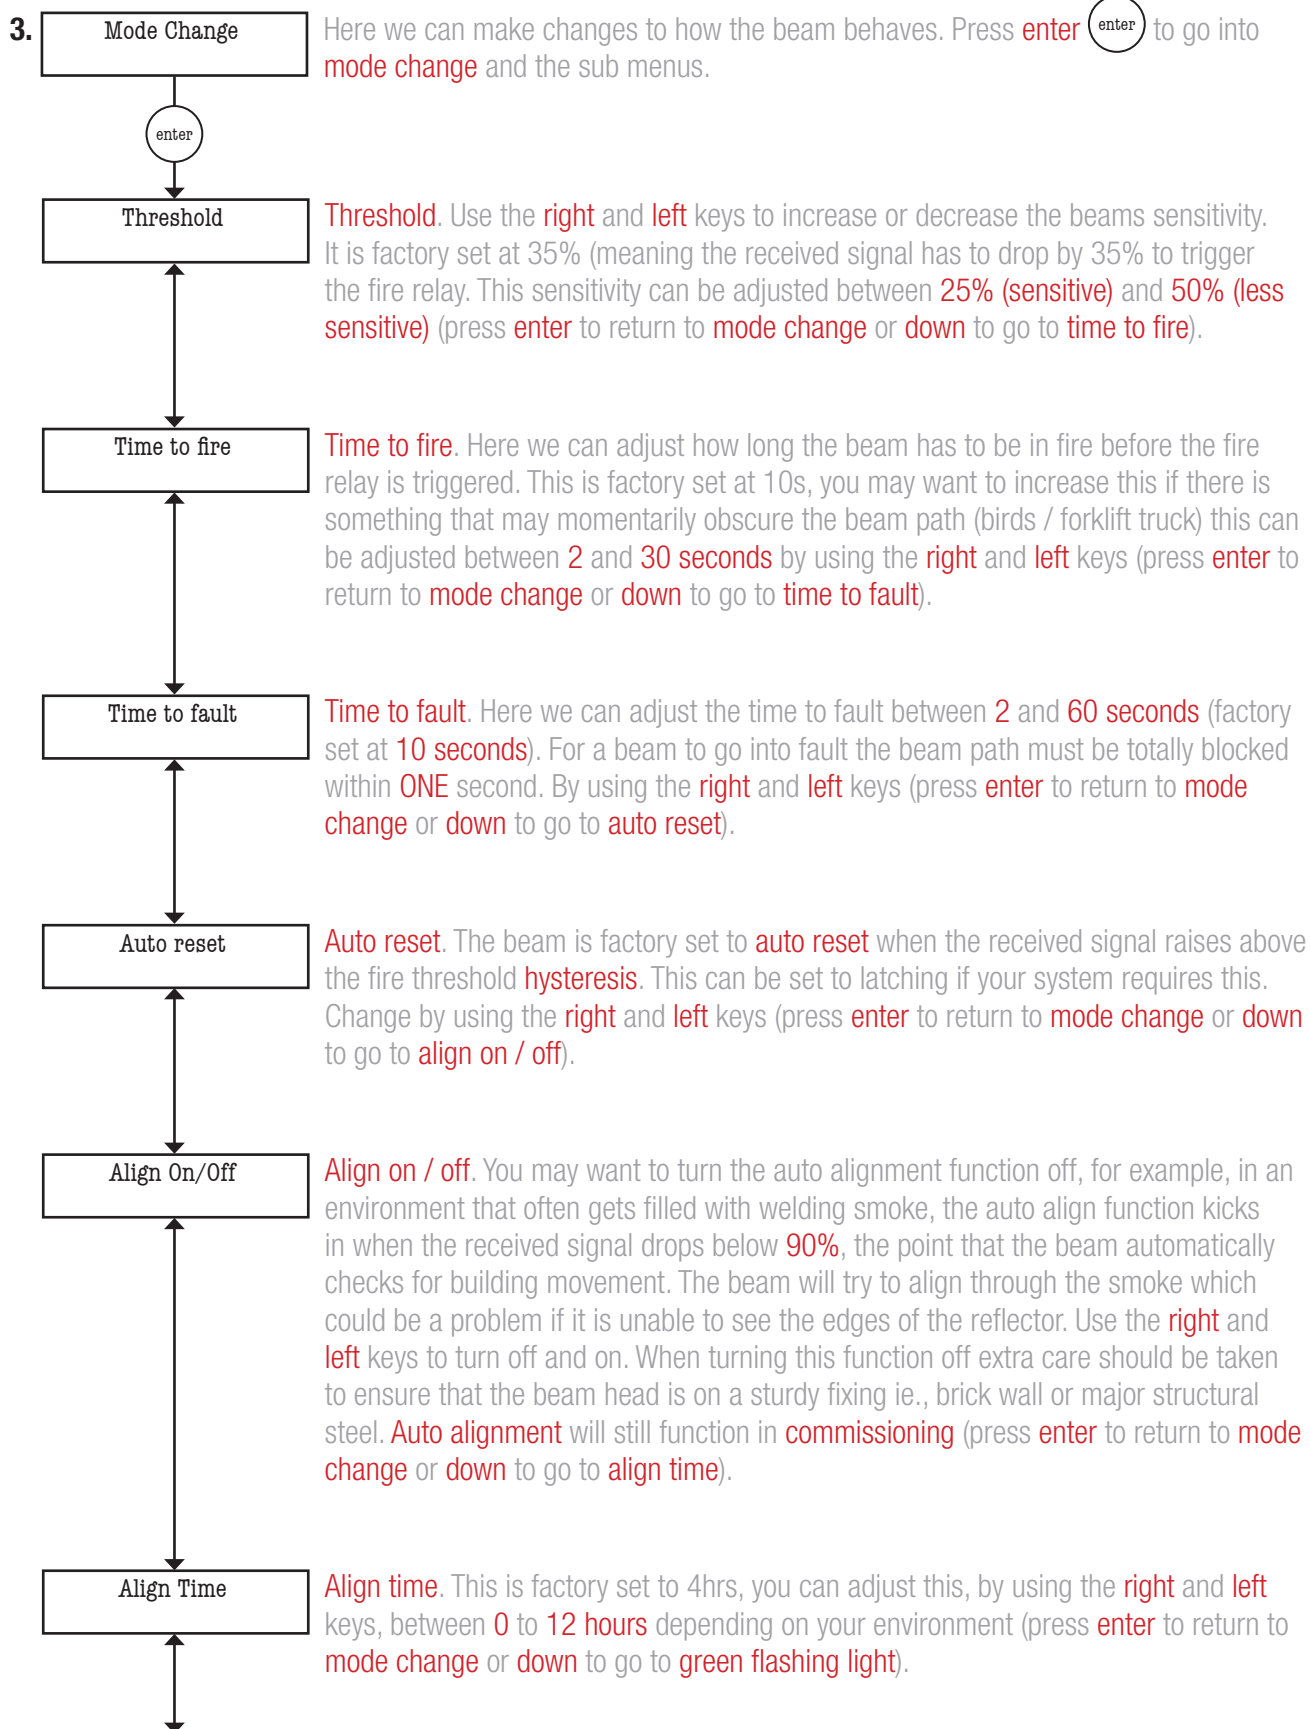 3.
Mode Change
Here we can make changes to how the beam behaves. Press enter enter to go into
mode change and the sub menus.
enter
Threshold
Threshold. Use the right and left keys to increase or decrease the beams sensitivity.
It is factory set at 35% (meaning the received signal has to drop by 35% to trigger
the fire relay. This sensitivity can be adjusted between 25% (sensitive) and 50% (less
sensitive) (press enter to return to mode change or down to go to time to fire).
Time to fire
Time to fire. Here we can adjust how long the beam has to be in fire before the fire
relay is triggered. This is factory set at 10s, you may want to increase this if there is
something that may momentarily obscure the beam path (birds / forklift truck) this can
be adjusted between 2 and 30 seconds by using the right and left keys (press enter to
return to mode change or down to go to time to fault).
Time to fault
Time to fault. Here we can adjust the time to fault between 2 and 60 seconds (factory
set at 10 seconds). For a beam to go into fault the beam path must be totally blocked
within ONE second. By using the right and left keys (press enter to return to mode
change or down to go to auto reset).
Auto reset
Auto reset. The beam is factory set to auto reset when the received signal raises above
the fire threshold hysteresis. This can be set to latching if your system requires this.
Change by using the right and left keys (press enter to return to mode change or down
to go to align on / off).
Align On/Off
Align on / off. You may want to turn the auto alignment function off, for example, in an
environment that often gets filled with welding smoke, the auto align function kicks
in when the received signal drops below 90%, the point that the beam automatically
checks for building movement. The beam will try to align through the smoke which
could be a problem if it is unable to see the edges of the reflector. Use the right and
left keys to turn off and on. When turning this function off extra care should be taken
to ensure that the beam head is on a sturdy fixing ie., brick wall or major structural
steel. Auto alignment will still function in commissioning (press enter to return to mode
change or down to go to align time).
Align Time
Align time. This is factory set to 4hrs, you can adjust this, by using the right and left
keys, between 0 to 12 hours depending on your environment (press enter to return to
mode change or down to go to green flashing light).